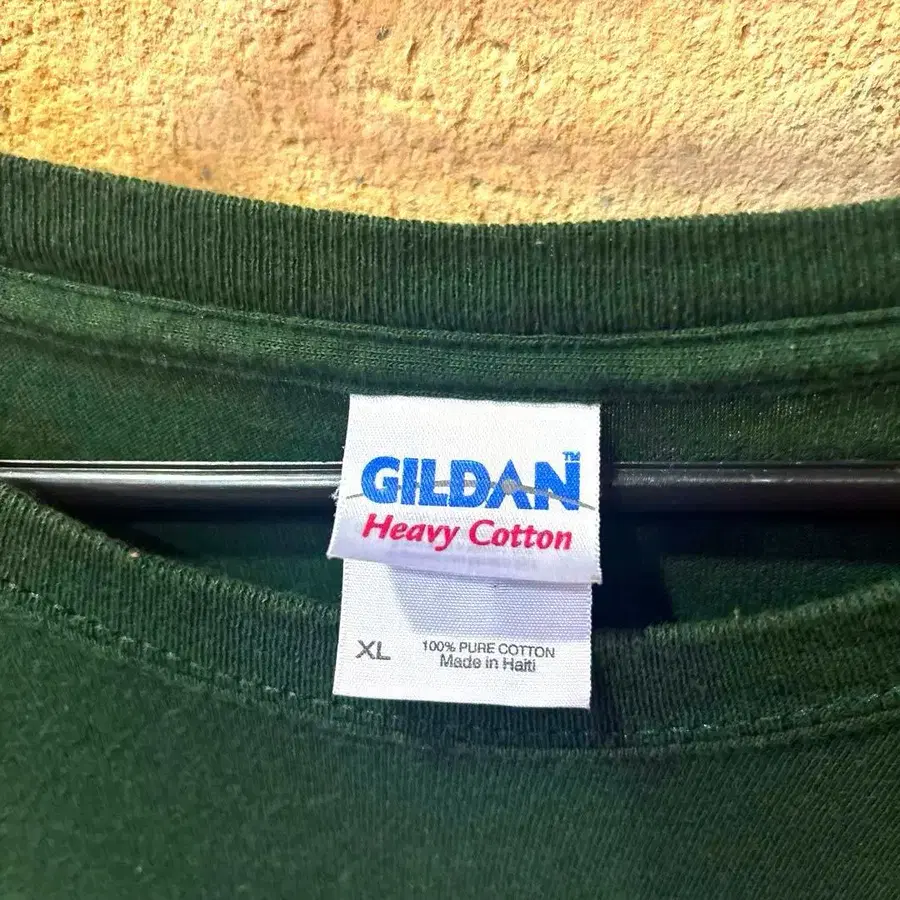 GILDAN™
Heavy Cotton
XL
100% PURE COTTON
Made in Haiti